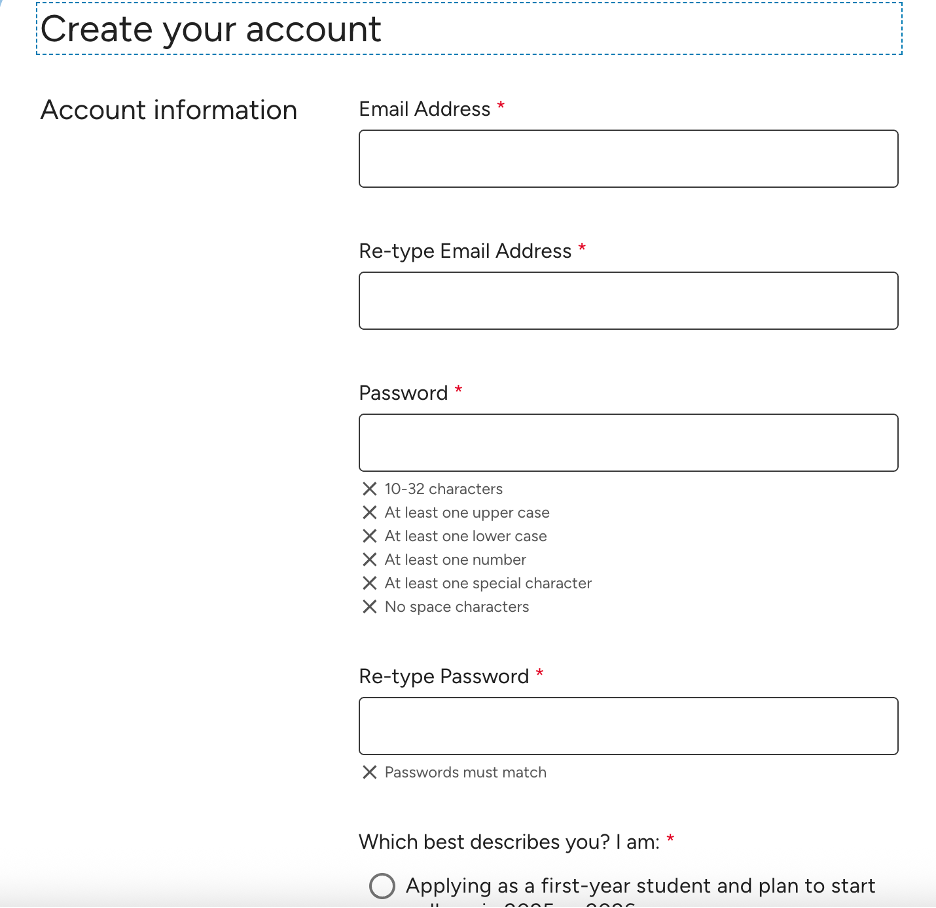 Create your account
Account information
Email Address *
Re-type Email Address *
Password *
10-32 characters
At least one upper case
At least one lower case
At least one number
At least one special character
No space characters
Re-type Password *
Passwords must match
Which best describes you? I am: *
Applying as a first-year student and plan to start